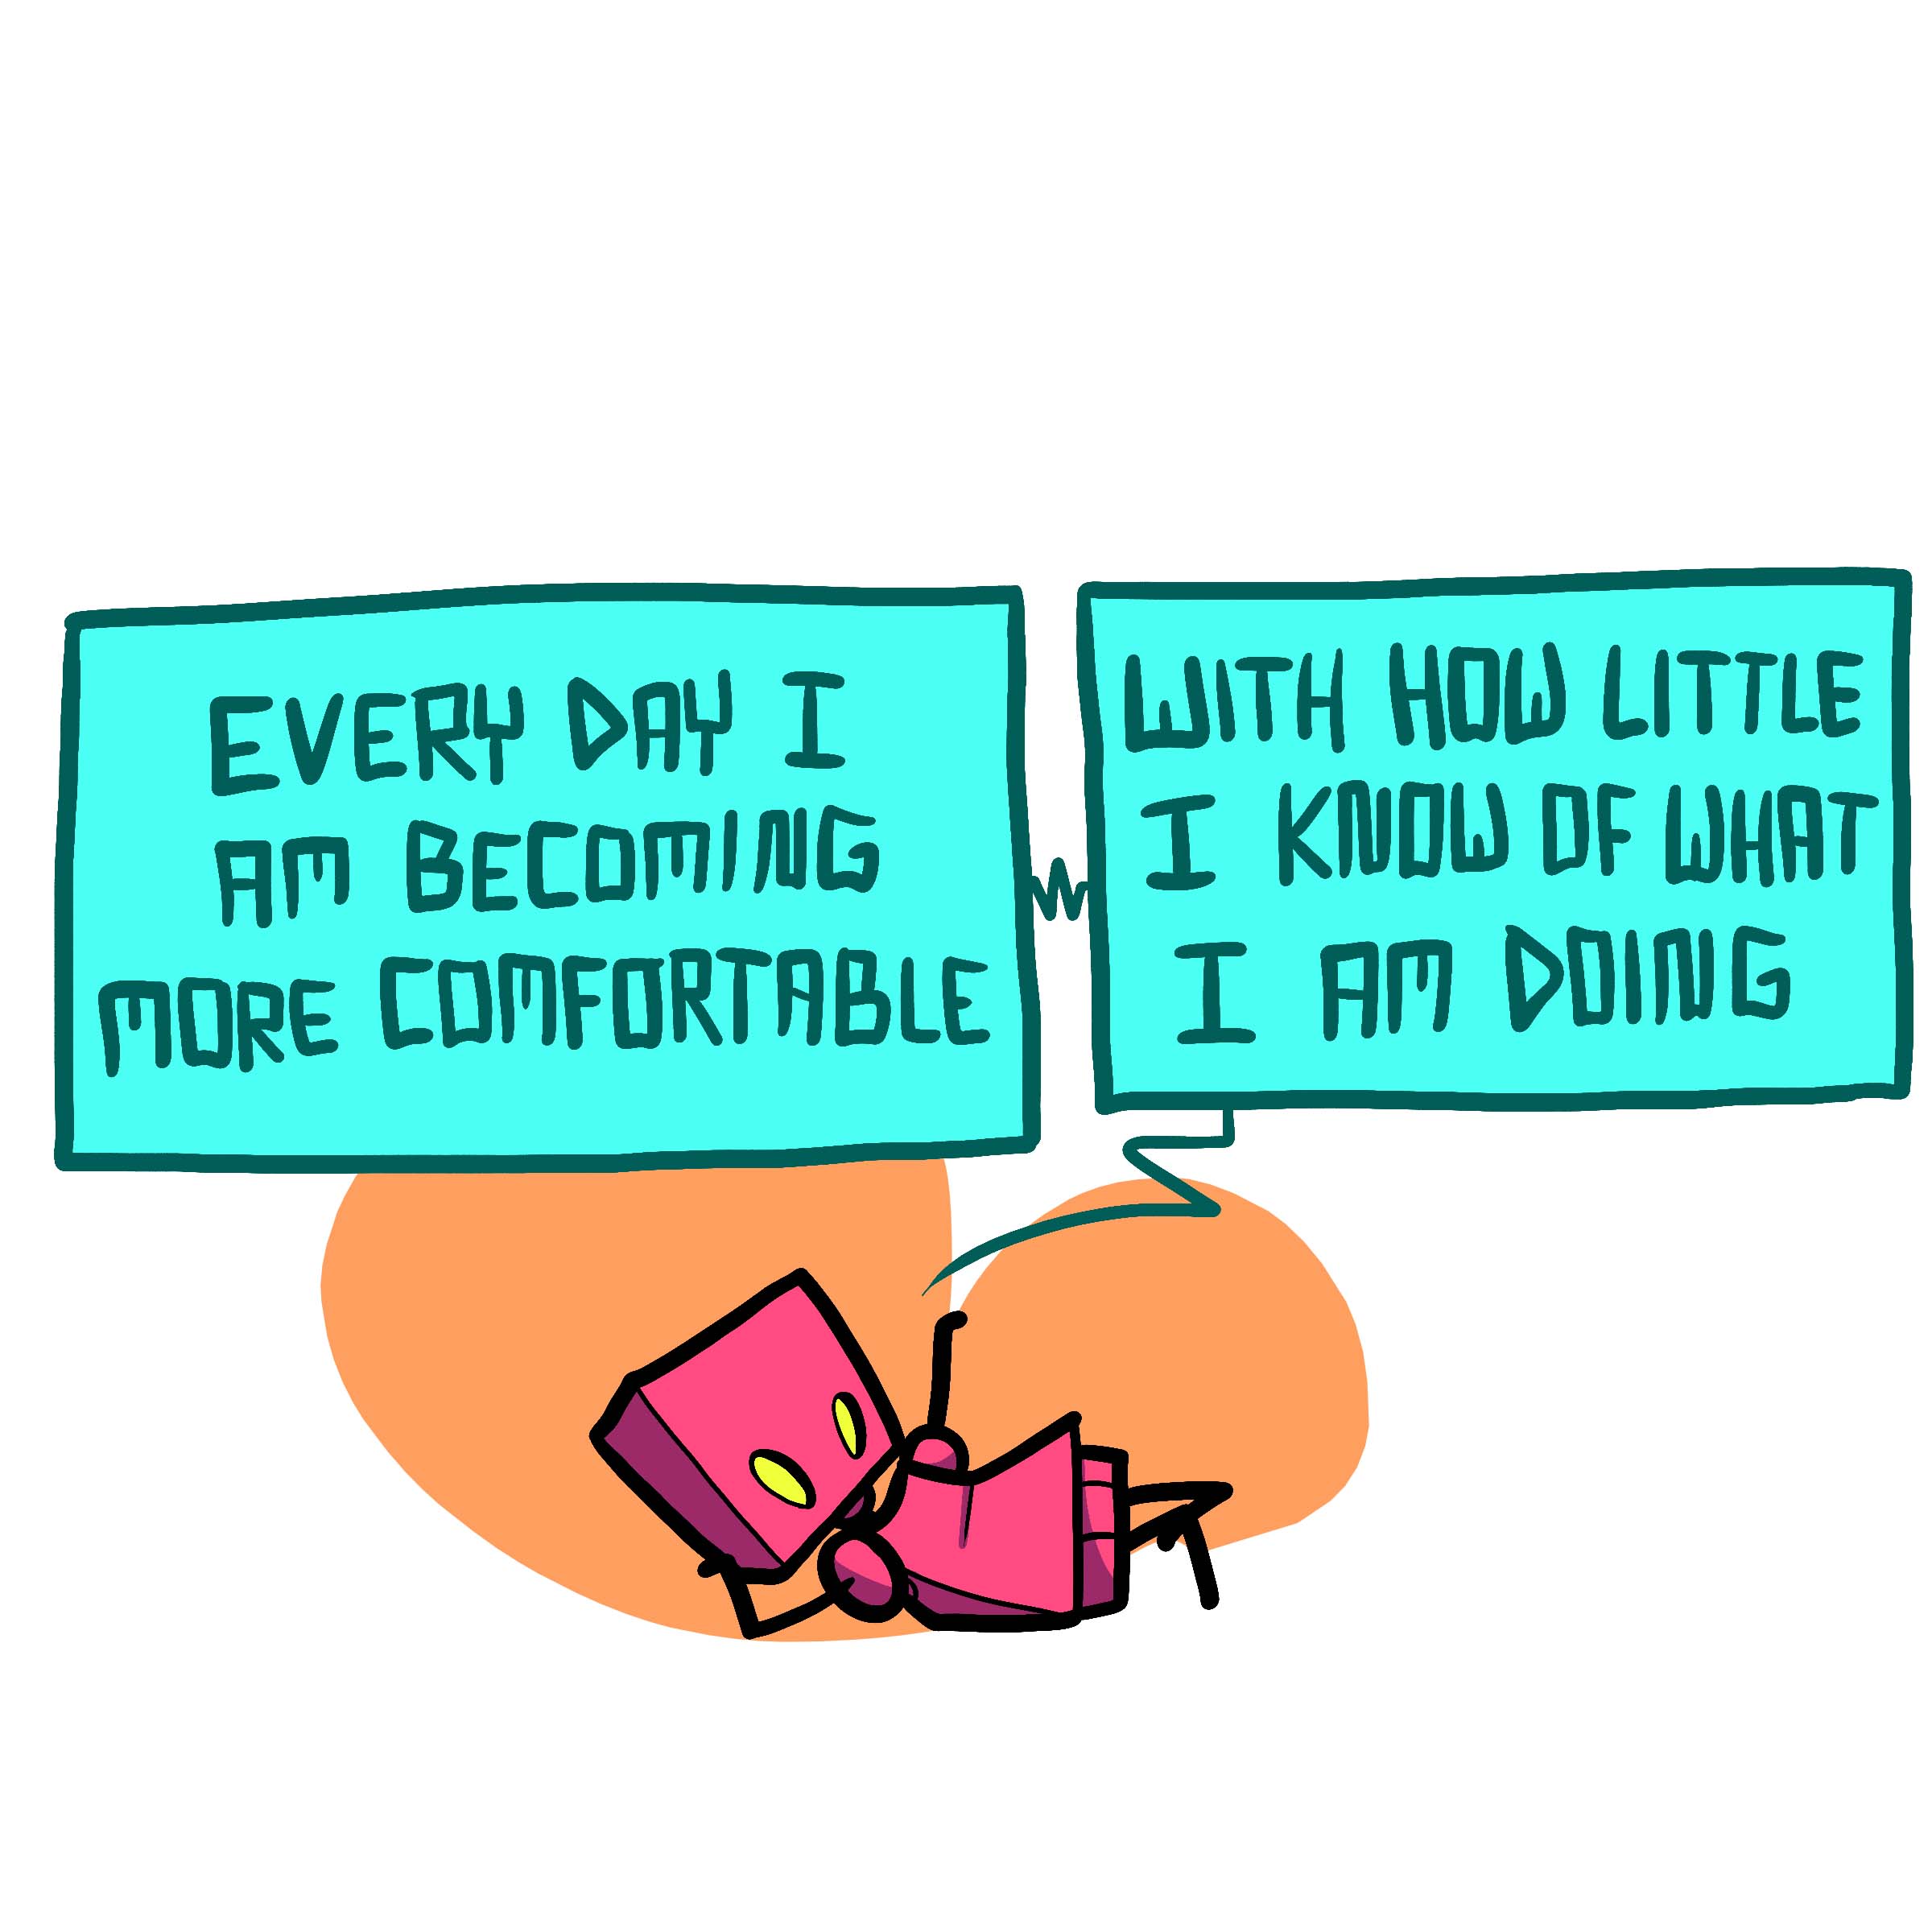 EVERY DAY I
AM BECOMING
MORE COMFORTABLE
WITH HOW LITTLE
I KNOW OF WHAT
I AM DOING